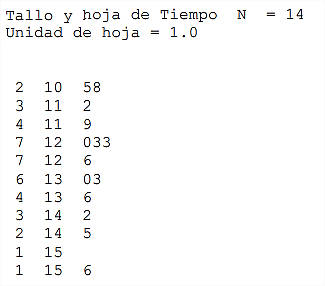 Tallo y hoja de Tiempo N = 14
Unidad de hoja = 1.0
2 10 58
3 11 2
4 11 9
7 12 033
7 12 6
6 13 03
4 13 6
3 14 2
2 14 5
1 15
1 15 6